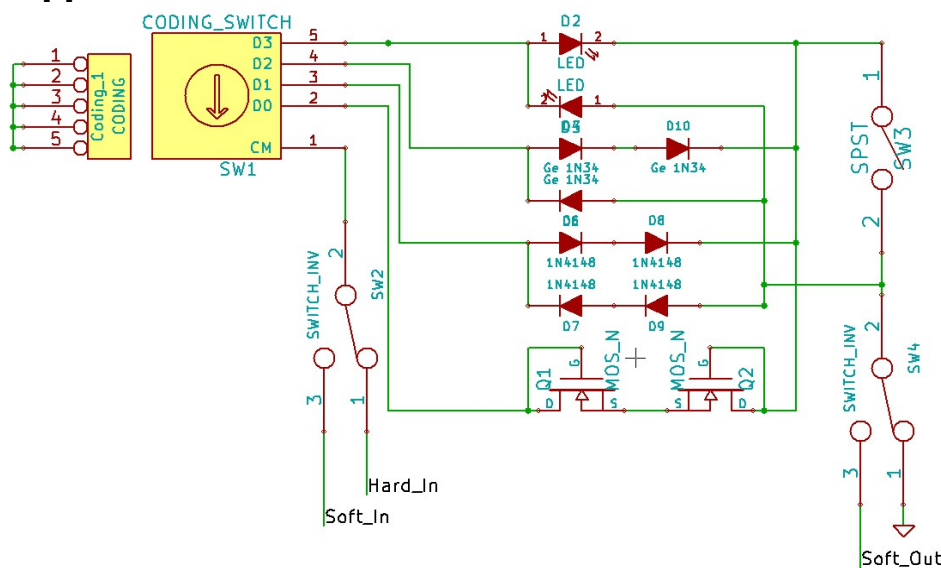 CODING_SWITCH
1
2
3
4
5
Coding_1
CODING
D3 5
D2 4
D1 3
D0 2
CM 1
SW1
D2
1 2
LED
LED
2 1
D10
Ge 1N34
Ge 1N34
Ge 1N34
D6
D8
1N4148
1N4148
1N4148
1N4148
D7
D9
1
SPST
SW3
2
2
SWITCH_INV
SW2
3
1
Hard_In
Soft_In
Q1
G
D
S
MOS_N
MOS_N
G
S
D
Q2
2
SWITCH_INV
SW4
3
1
Soft_Out